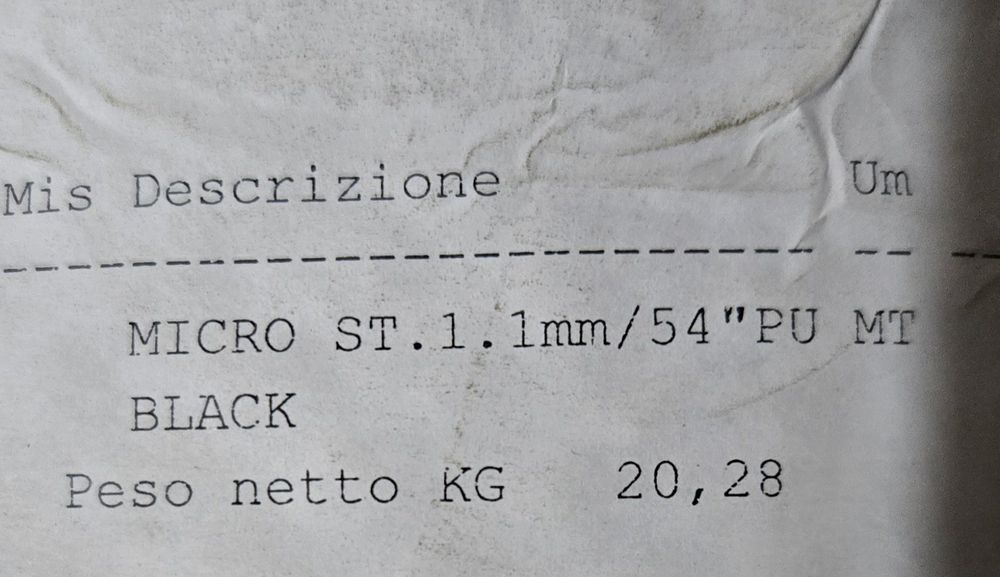 Mis Descrizione Um
--------------------------- -- --
MICRO ST.1.1mm/54"PU MT
BLACK
Peso netto KG 20,28